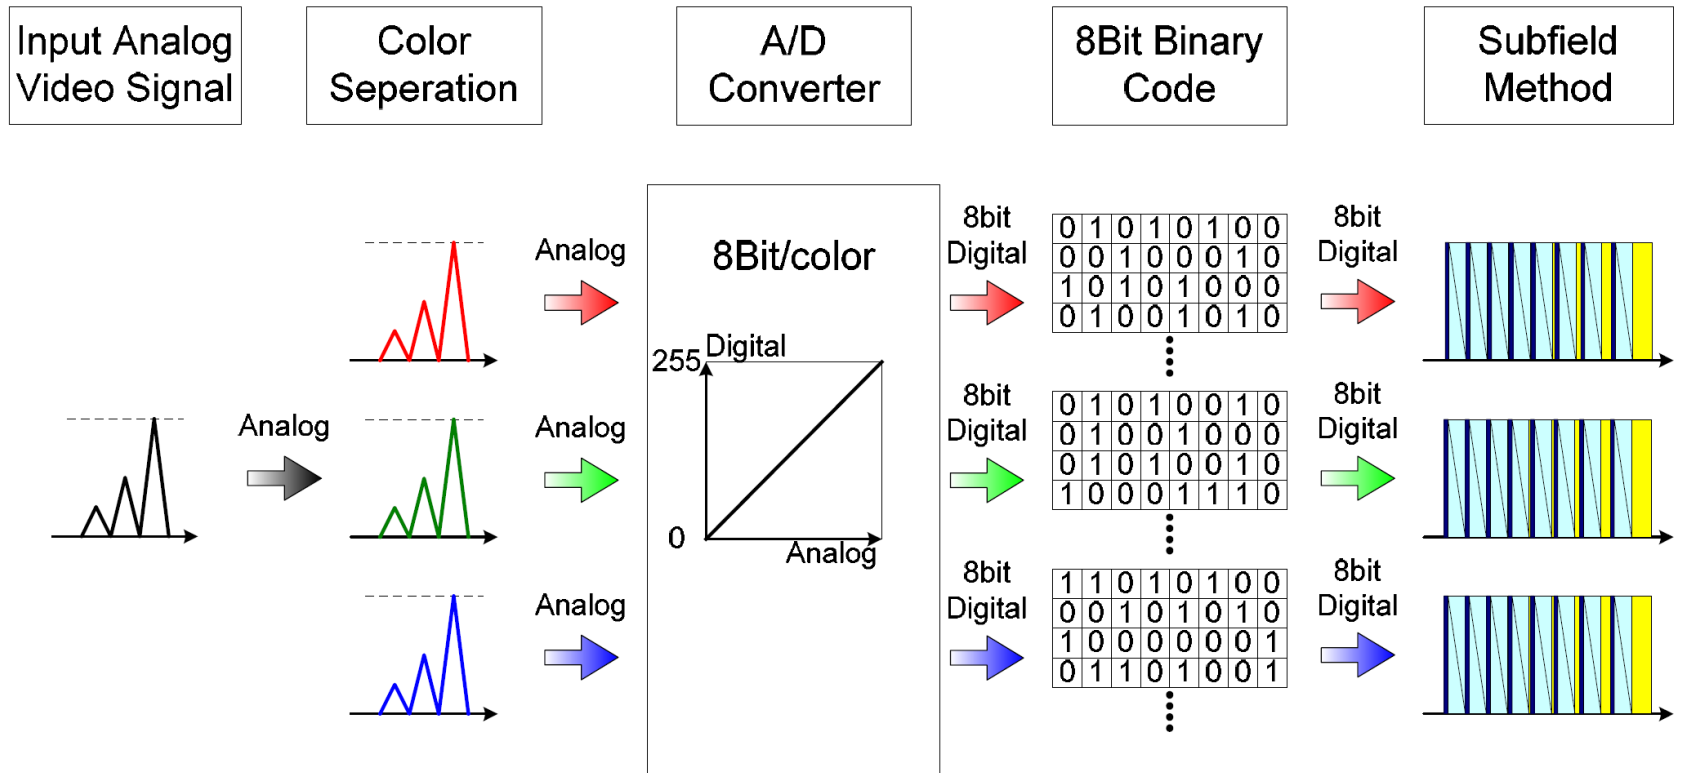 Input Analog
Video Signal
Color
Seperation
A/D
Converter
8Bit Binary
Code
Subfield
Method
Analog
Analog
Analog
Analog
8Bit/color
255
Digital
0
Analog
8bit
Digital
8bit
Digital
8bit
Digital
0 1 0 1 0 1 0 0
0 0 1 0 0 0 1 0
1 0 1 0 1 0 0 0
0 1 0 0 1 0 1 0
0 1 0 1 0 0 1 0
0 1 0 0 1 0 0 0
0 1 0 1 0 0 1 0
1 0 0 0 1 1 1 0
1 1 0 1 0 1 0 0
0 0 1 0 1 0 1 0
1 0 0 0 0 0 0 1
0 1 1 0 1 0 0 1
8bit
Digital
8bit
Digital
8bit
Digital